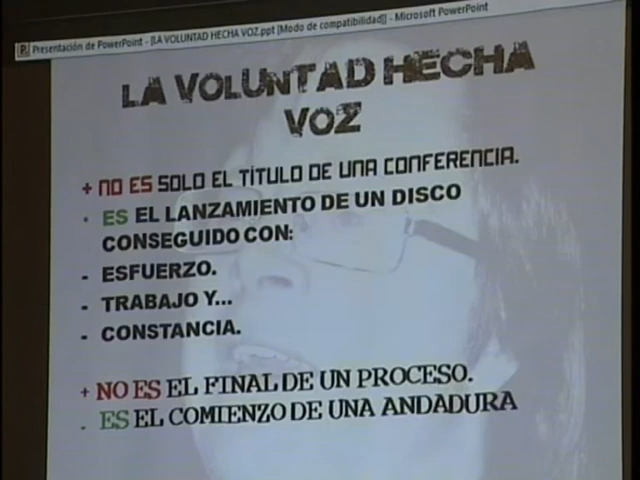 Presentación de PowerPoint - [LA VOLUNTAD HECHA VOZ.ppt [Modo de compatibilidad]] - Microsoft PowerPoint
LA VOLUNTAD HECHA
VOZ
+ NO ES SOLO EL TÍTULO DE UNA CONFERENCIA.
· ES EL LANZAMIENTO DE UN DISCO
CONSEGUIDO CON:
- ESFUERZO.
- TRABAJO Y...
- CONSTANCIA.
+ NO ES EL FINAL DE UN PROCESO.
. ES EL COMIENZO DE UNA ANDADURA